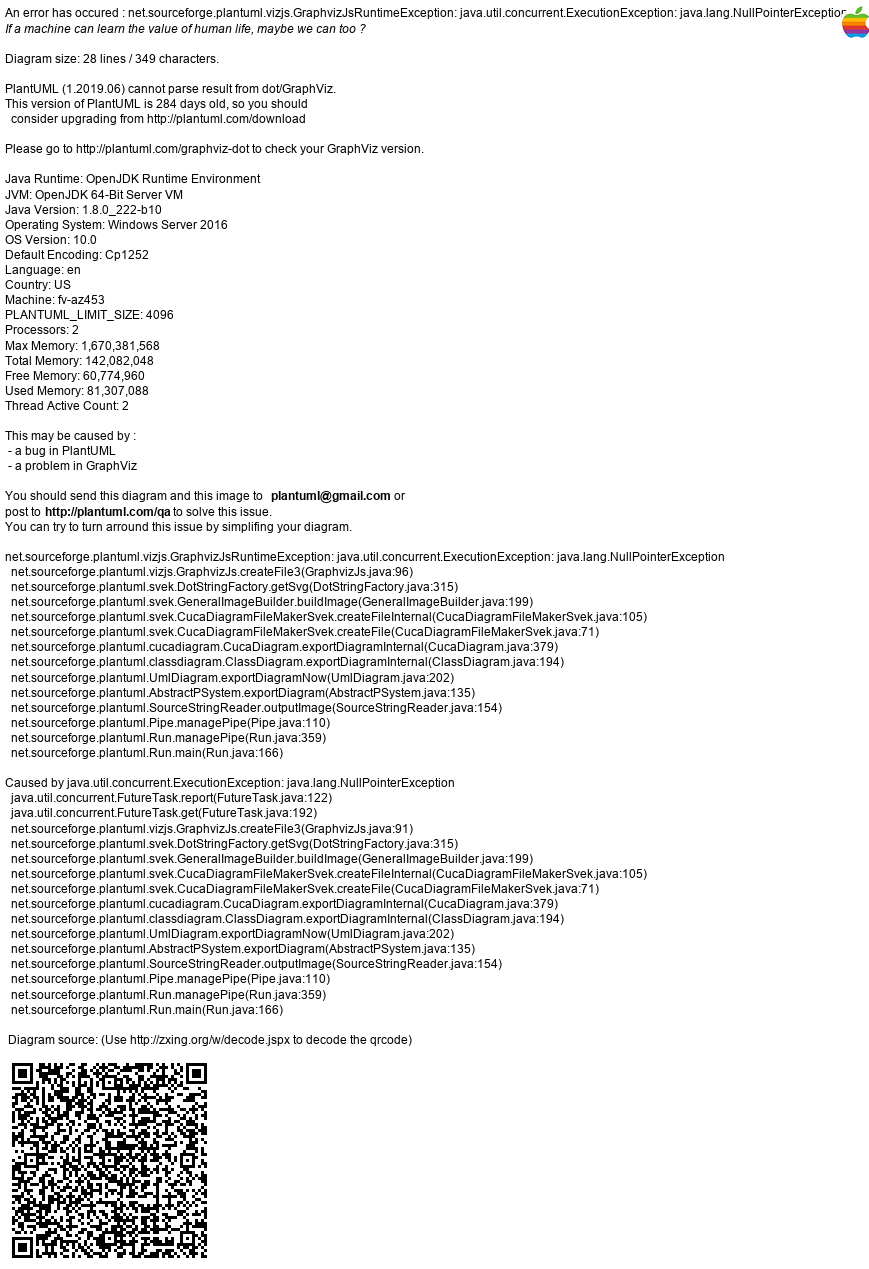 An error has occured : net.sourceforge.plantuml.vizjs.GraphvizJsRuntimeException: java.util.concurrent.ExecutionException: java.lang.NullPointerException
If a machine can learn the value of human life, maybe we can too ?
Diagram size: 28 lines / 349 characters.
PlantUML (1.2019.06) cannot parse result from dot/GraphViz.
This version of PlantUML is 284 days old, so you should
consider upgrading from http://plantuml.com/download
Please go to http://plantuml.com/graphviz-dot to check your GraphViz version.
Java Runtime: OpenJDK Runtime Environment
JVM: OpenJDK 64-Bit Server VM
Java Version: 1.8.0_222-b10
Operating System: Windows Server 2016
OS Version: 10.0
Default Encoding: Cp1252
Language: en
Country: US
Machine: fv-az453
PLANTUML_LIMIT_SIZE: 4096
Processors: 2
Max Memory: 1,670,381,568
Total Memory: 142,082,048
Free Memory: 60,774,960
Used Memory: 81,307,088
Thread Active Count: 2
This may be caused by :
- a bug in PlantUML
- a problem in GraphViz
You should send this diagram and this image to plantuml@gmail.com or
post to http://plantuml.com/qa to solve this issue.
You can try to turn arround this issue by simplifing your diagram.
net.sourceforge.plantuml.vizjs.GraphvizJsRuntimeException: java.util.concurrent.ExecutionException: java.lang.NullPointerException
net.sourceforge.plantuml.vizjs.GraphvizJs.createFile3(GraphvizJs.java:96)
net.sourceforge.plantuml.svek.DotStringFactory.getSvg(DotStringFactory.java:315)
net.sourceforge.plantuml.svek.GeneralImageBuilder.buildImage(GeneralImageBuilder.java:199)
net.sourceforge.plantuml.svek.CucaDiagramFileMakerSvek.createFileInternal(CucaDiagramFileMakerSvek.java:105)
net.sourceforge.plantuml.svek.CucaDiagramFileMakerSvek.createFile(CucaDiagramFileMakerSvek.java:71)
net.sourceforge.plantuml.cucadiagram.CucaDiagram.exportDiagramInternal(CucaDiagram.java:379)
net.sourceforge.plantuml.classdiagram.ClassDiagram.exportDiagramInternal(ClassDiagram.java:194)
net.sourceforge.plantuml.UmlDiagram.exportDiagramNow(UmlDiagram.java:202)
net.sourceforge.plantuml.AbstractPSystem.exportDiagram(AbstractPSystem.java:135)
net.sourceforge.plantuml.SourceStringReader.outputImage(SourceStringReader.java:154)
net.sourceforge.plantuml.Pipe.managePipe(Pipe.java:110)
net.sourceforge.plantuml.Run.managePipe(Run.java:359)
net.sourceforge.plantuml.Run.main(Run.java:166)
Caused by java.util.concurrent.ExecutionException: java.lang.NullPointerException
java.util.concurrent.FutureTask.report(FutureTask.java:122)
java.util.concurrent.FutureTask.get(FutureTask.java:192)
net.sourceforge.plantuml.vizjs.GraphvizJs.createFile3(GraphvizJs.java:91)
net.sourceforge.plantuml.svek.DotStringFactory.getSvg(DotStringFactory.java:315)
net.sourceforge.plantuml.svek.GeneralImageBuilder.buildImage(GeneralImageBuilder.java:199)
net.sourceforge.plantuml.svek.CucaDiagramFileMakerSvek.createFileInternal(CucaDiagramFileMakerSvek.java:105)
net.sourceforge.plantuml.svek.CucaDiagramFileMakerSvek.createFile(CucaDiagramFileMakerSvek.java:71)
net.sourceforge.plantuml.cucadiagram.CucaDiagram.exportDiagramInternal(CucaDiagram.java:379)
net.sourceforge.plantuml.classdiagram.ClassDiagram.exportDiagramInternal(ClassDiagram.java:194)
net.sourceforge.plantuml.UmlDiagram.exportDiagramNow(UmlDiagram.java:202)
net.sourceforge.plantuml.AbstractPSystem.exportDiagram(AbstractPSystem.java:135)
net.sourceforge.plantuml.SourceStringReader.outputImage(SourceStringReader.java:154)
net.sourceforge.plantuml.Pipe.managePipe(Pipe.java:110)
net.sourceforge.plantuml.Run.managePipe(Run.java:359)
net.sourceforge.plantuml.Run.main(Run.java:166)
Diagram source: (Use http://zxing.org/w/decode.jspx to decode the qrcode)